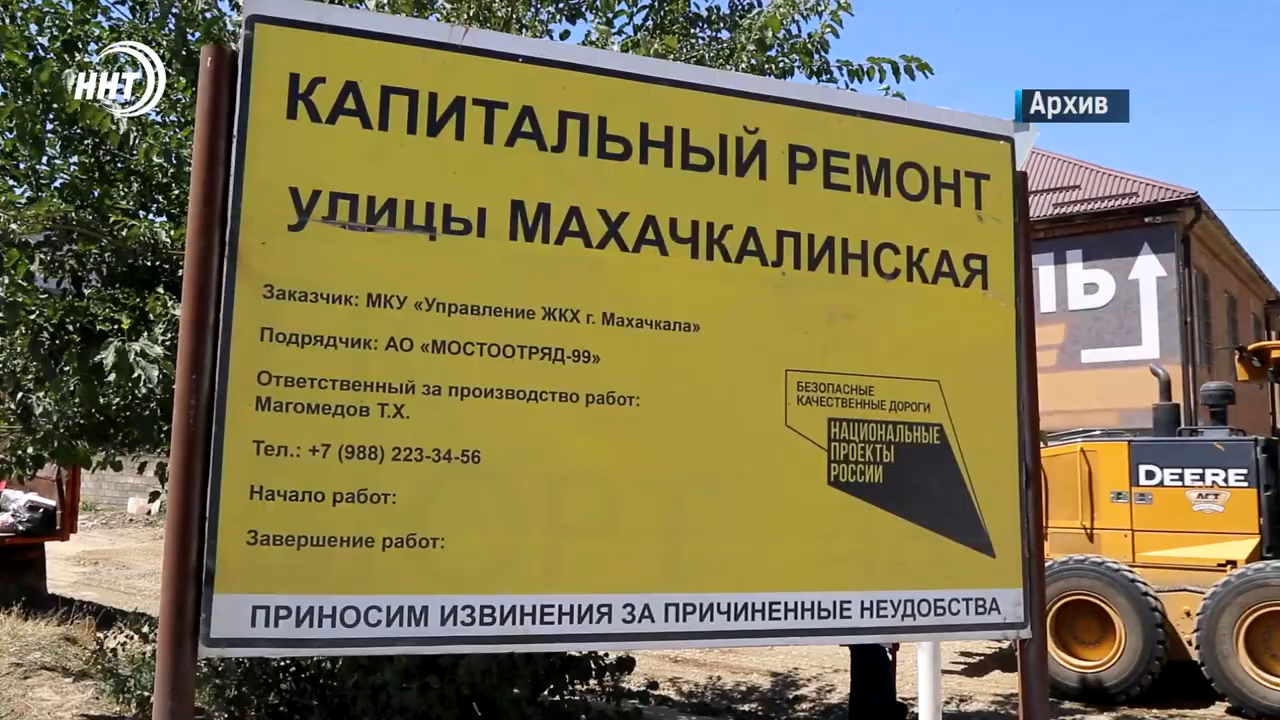 ННТ
Архив
КАПИТАЛЬНЫЙ РЕМОНТ
улицы МАХАЧКАЛИНСКАЯ
Заказчик: МКУ «Управление ЖКХ г. Махачкала»
Подрядчик: АО «МОСТООТРЯД-99»
Ответственный за производство работ:
Магомедов Т.Х.
Тел.: +7 (988) 223-34-56
Начало работ:
Завершение работ:
БЕЗОПАСНЫЕ
КАЧЕСТВЕННЫЕ ДОРОГИ
НАЦИОНАЛЬНЫЕ
ПРОЕКТЫ
РОССИИ
ПРИНОСИМ ИЗВИНЕНИЯ ЗА ПРИЧИНЕННЫЕ НЕУДОБСТВА
DEERE